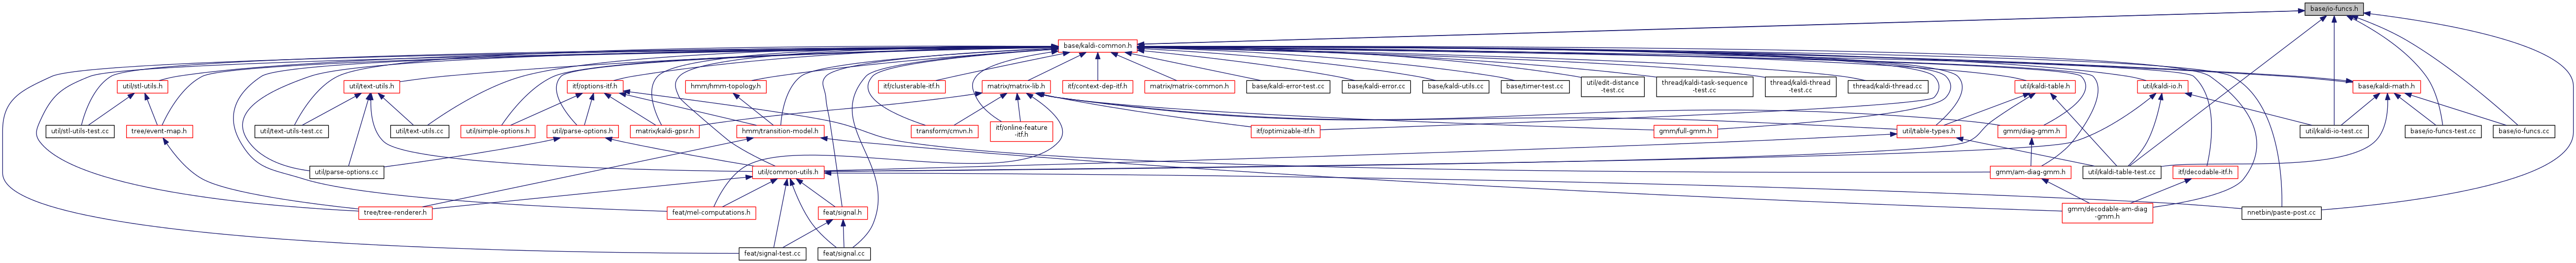 base/io-funcs.h
base/kaldi-common.h
util/stl-utils.h
util/text-utils.h
itf/options-itf.h
hmm/hmm-topology.h
itf/clusterable-itf.h
matrix/matrix-lib.h
itf/context-dep-itf.h
matrix/matrix-common.h
base/kaldi-error-test.cc
base/kaldi-error.cc
base/kaldi-utils.cc
base/timer-test.cc
util/edit-distance
-test.cc
thread/kaldi-task-sequence
-test.cc
thread/kaldi-thread
-test.cc
thread/kaldi-thread.cc
util/kaldi-table.h
util/kaldi-io.h
base/kaldi-math.h
util/stl-utils-test.cc
tree/event-map.h
util/text-utils-test.cc
util/text-utils.cc
util/simple-options.h
util/parse-options.h
matrix/kaldi-gpsr.h
hmm/transition-model.h
transform/cmvn.h
itf/online-feature
-itf.h
itf/optimizable-itf.h
gmm/full-gmm.h
util/table-types.h
gmm/diag-gmm.h
util/kaldi-io-test.cc
base/io-funcs-test.cc
base/io-funcs.cc
util/parse-options.cc
util/common-utils.h
gmm/am-diag-gmm.h
util/kaldi-table-test.cc
itf/decodable-itf.h
tree/tree-renderer.h
feat/mel-computations.h
feat/signal.h
gmm/decodable-am-diag
-gmm.h
nnetbin/paste-post.cc
feat/signal-test.cc
feat/signal.cc